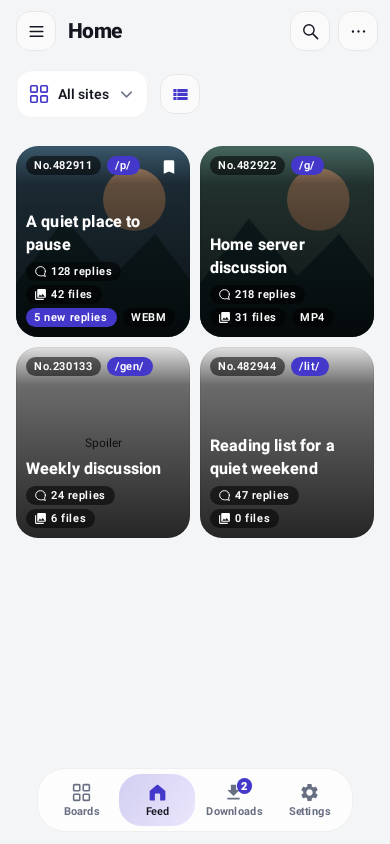 Home
All sites
No.482911 /p/
A quiet place to
pause
128 replies
42 files
5 new replies WEBM
No.482922 /g/
Home server
discussion
218 replies
31 files MP4
No.230133 /gen/
Spoiler
Weekly discussion
24 replies
6 files
No.482944 /lit/
Reading list for a
quiet weekend
47 replies
0 files
2
Boards Feed Downloads Settings